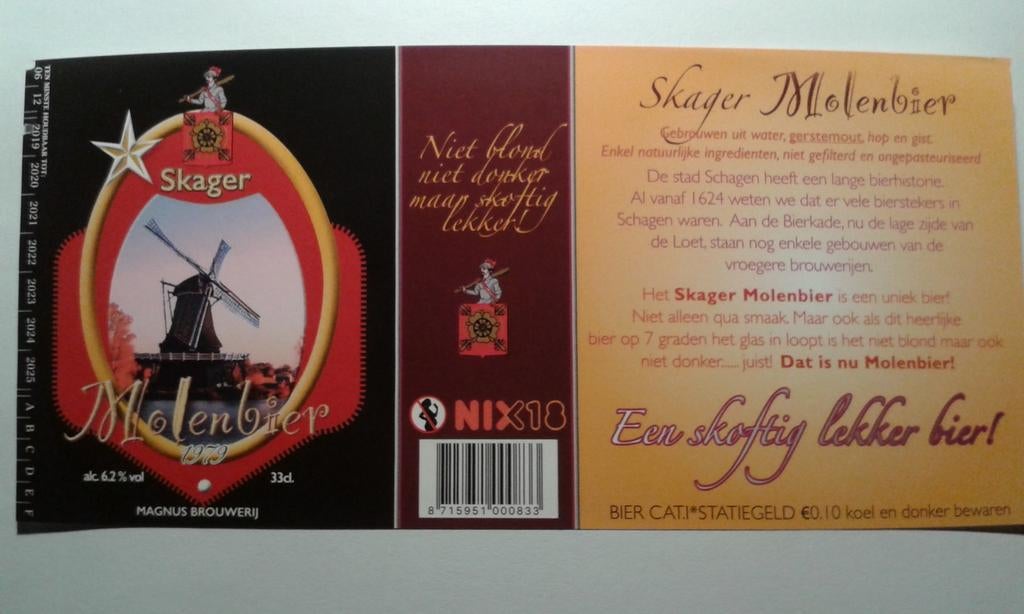 TEN MINSTE HOUDBAAR TOT:
06 | 12 | 2019 | 2020 | 2021 | 2022 | 2023 | 2024 | 2025 | A | B | C | D | E | F
Skager
Molenbier
1979
alc. 6.2 % vol
33cl.
MAGNUS BROUWERIJ
Niet blond
niet donker
maar skoftig
lekker!
NIX18
8 715951 000833
Skager Molenbier
Gebrouwen uit water, gerstemout, hop en gist.
Enkel natuurlijke ingredienten, niet gefilterd en ongepasteuriseerd
De stad Schagen heeft een lange bierhistorie.
Al vanaf 1624 weten we dat er vele bierstekers in
Schagen waren. Aan de Bierkade, nu de lage zijde van
de Loet, staan nog enkele gebouwen van de
vroegere brouwerijen.
Het Skager Molenbier is een uniek bier!
Niet alleen qua smaak. Maar ook als dit heerlijke
bier op 7 graden het glas in loopt is het niet blond maar ook
niet donker...... juist! Dat is nu Molenbier!
Een skoftig lekker bier!
BIER CAT.I*STATIEGELD €0.10 koel en donker bewaren